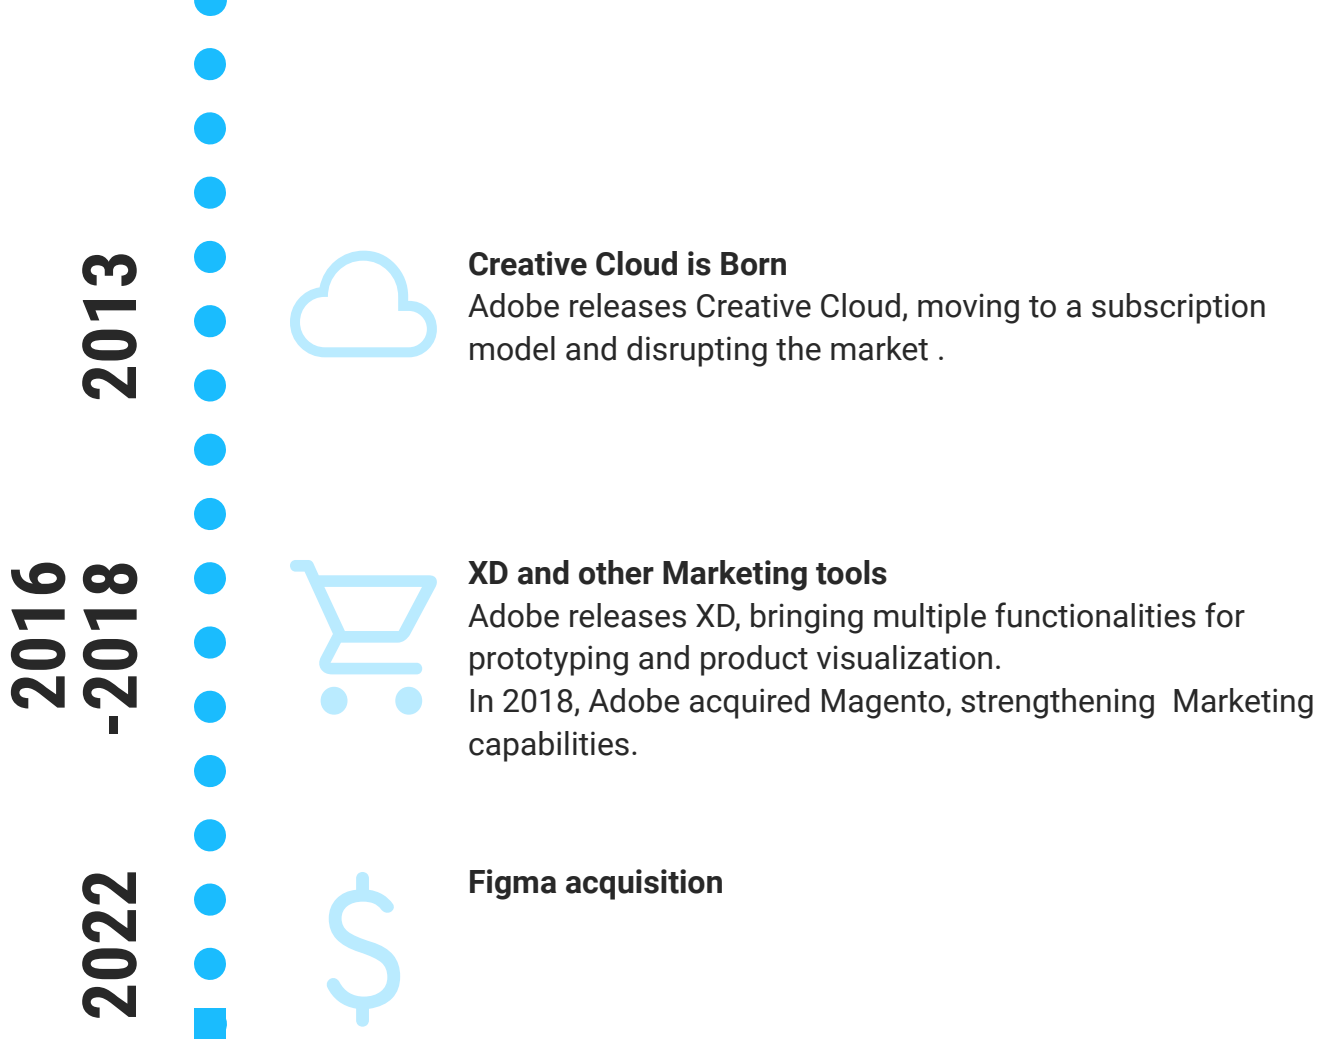 2013
Creative Cloud is Born
Adobe releases Creative Cloud, moving to a subscription
model and disrupting the market .
2016
-2018
XD and other Marketing tools
Adobe releases XD, bringing multiple functionalities for
prototyping and product visualization.
In 2018, Adobe acquired Magento, strengthening  Marketing
capabilities.
2022
Figma acquisition